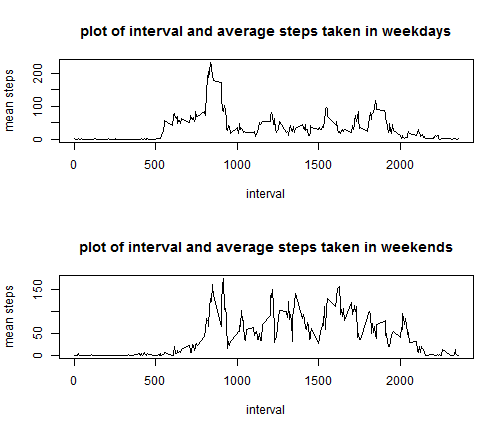 plot of interval and average steps taken in weekdays
mean steps
0 100 200
0 500 1000 1500 2000
interval
plot of interval and average steps taken in weekends
mean steps
0 50 150
0 500 1000 1500 2000
interval